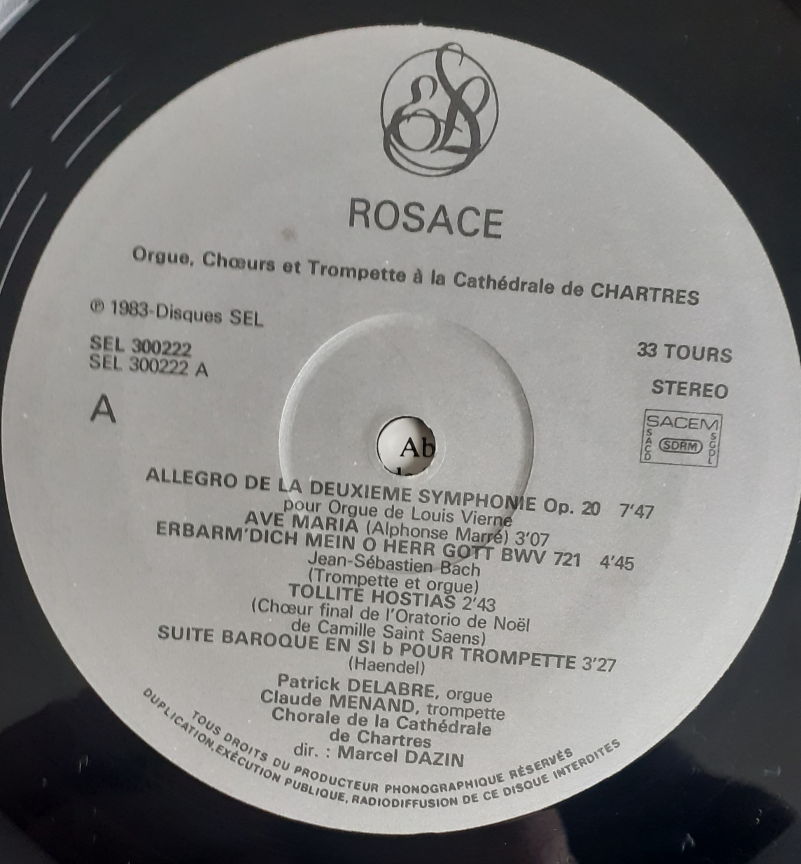 ESL
ROSACE
Orgue, Chœurs et Trompette à la Cathédrale de CHARTRES
℗ 1983-Disques SEL
SEL 300222
SEL 300222 A
A
33 TOURS
STEREO
SACEM
SACD
SDRM
SGDL
Ab
ALLEGRO DE LA DEUXIEME SYMPHONIE Op. 20 7'47
pour Orgue de Louis Vierne
AVE MARIA (Alphonse Marré) 3'07
ERBARM'DICH MEIN O HERR GOTT BWV 721 4'45
Jean-Sébastien Bach
(Trompette et orgue)
TOLLITE HOSTIAS 2'43
(Chœur final de l'Oratorio de Noël
de Camille Saint Saens)
SUITE BAROQUE EN SI b POUR TROMPETTE 3'27
(Haendel)
Patrick DELABRE, orgue
Claude MENAND, trompette
Chorale de la Cathédrale
de Chartres
dir. : Marcel DAZIN
TOUS DROITS DU PRODUCTEUR PHONOGRAPHIQUE RÉSERVÉS
DUPLICATION, EXÉCUTION PUBLIQUE, RADIODIFFUSION DE CE DISQUE INTERDITES